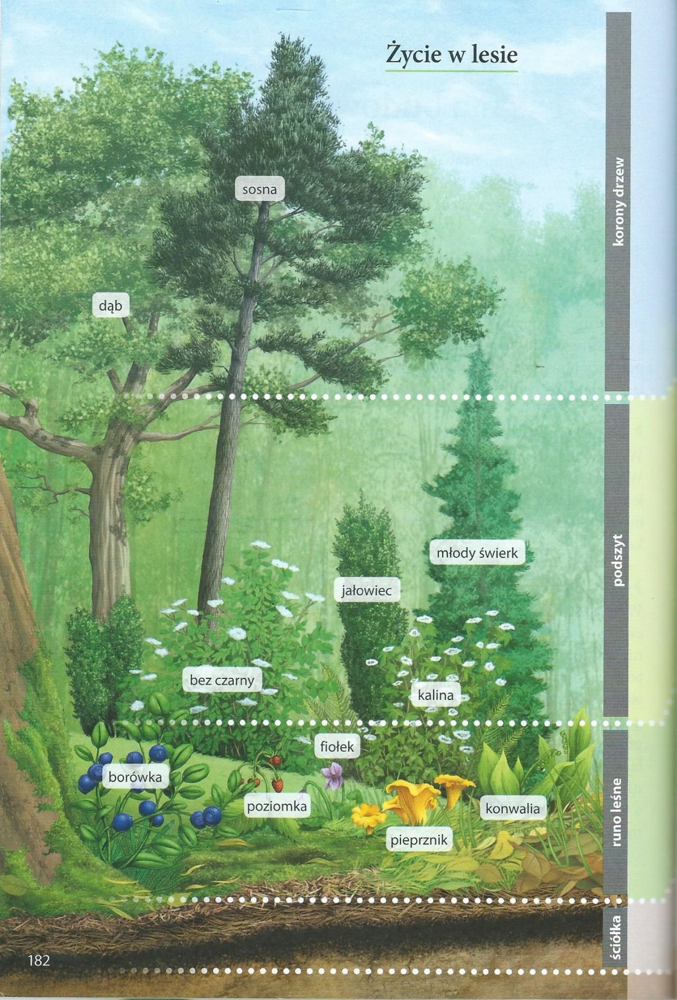 Życie w lesie
korony drzew
sosna
dąb
podszyt
młody świerk
jałowiec
bez czarny
kalina
runo leśne
fiołek
borówka
poziomka
konwalia
pieprznik
ściółka
182